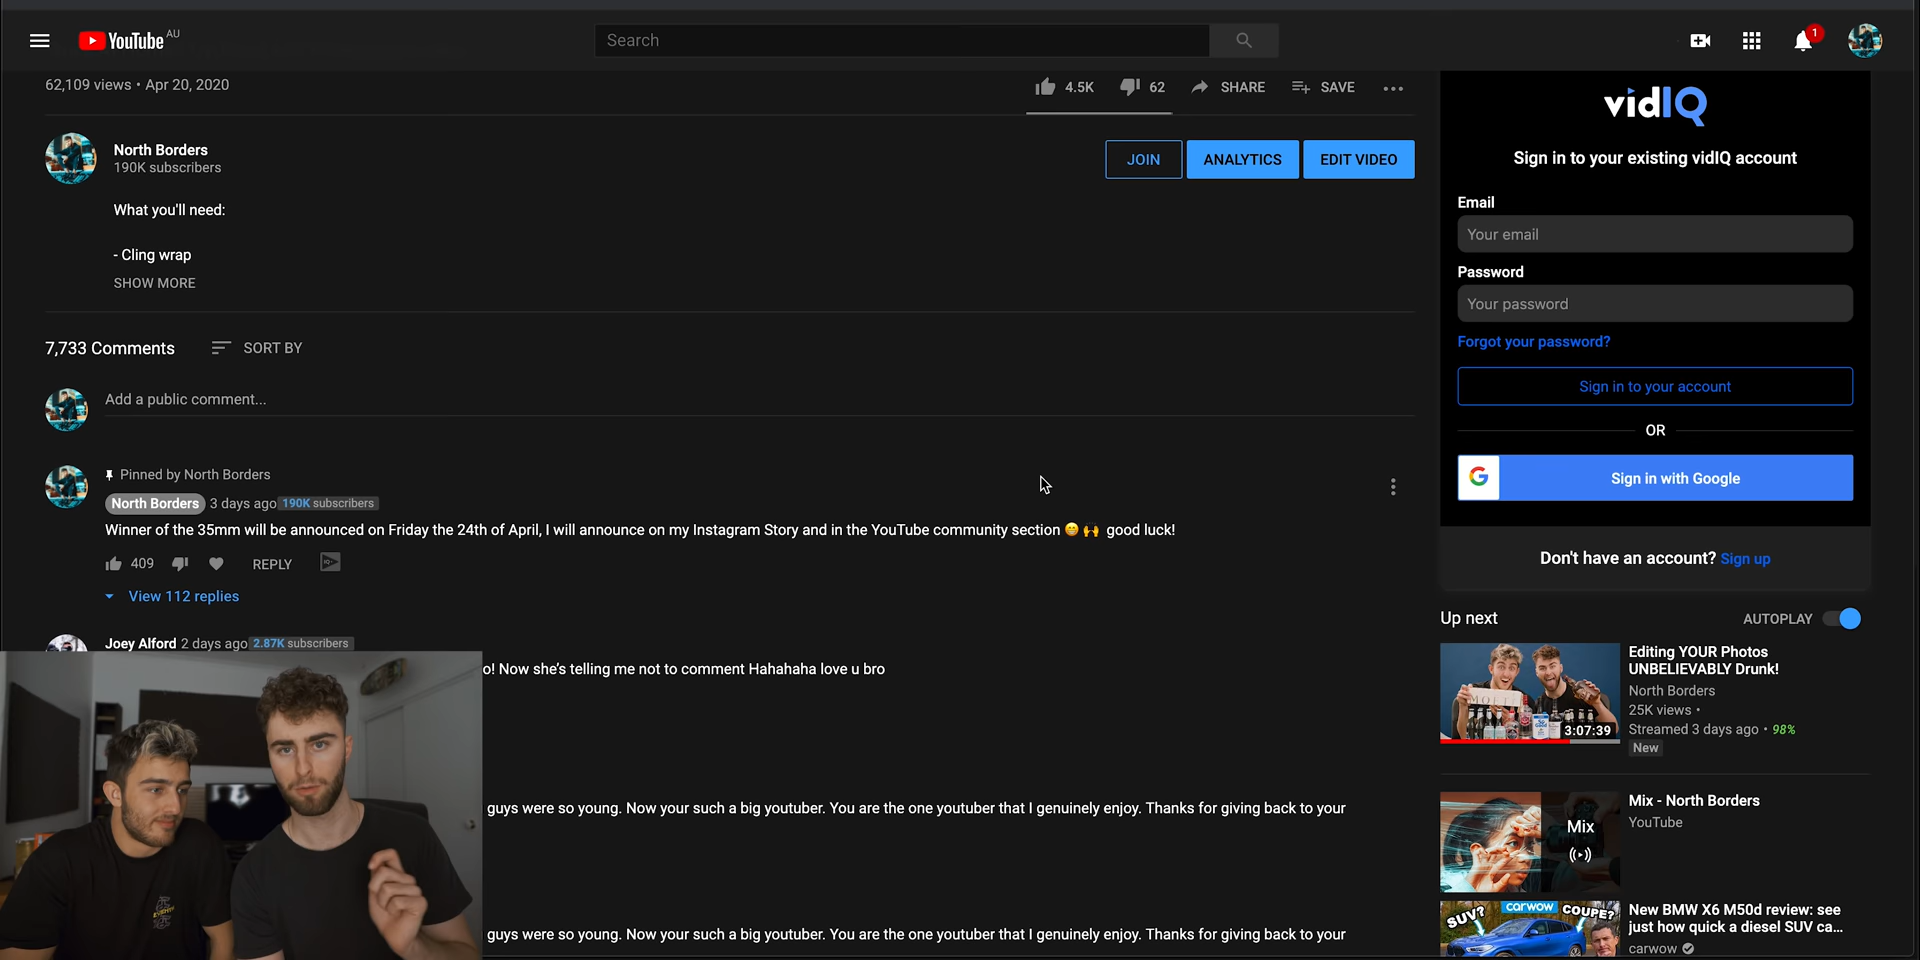 YouTube AU
Search
1
62,109 views • Apr 20, 2020
4.5K
62
SHARE
SAVE
North Borders
190K subscribers
JOIN
ANALYTICS
EDIT VIDEO
What you'll need:
- Cling wrap
SHOW MORE
7,733 Comments
SORT BY
Add a public comment...
Pinned by North Borders
North Borders 3 days ago 190K subscribers
Winner of the 35mm will be announced on Friday the 24th of April, I will announce on my Instagram Story and in the YouTube community section 😁 🙌 good luck!
409
REPLY
View 112 replies
Joey Alford 2 days ago 2.87K subscribers
o! Now she's telling me not to comment Hahahaha love u bro
guys were so young. Now your such a big youtuber. You are the one youtuber that I genuinely enjoy. Thanks for giving back to your
guys were so young. Now your such a big youtuber. You are the one youtuber that I genuinely enjoy. Thanks for giving back to your
vidIQ
Sign in to your existing vidIQ account
Email
Your email
Password
Your password
Forgot your password?
Sign in to your account
OR
G
Sign in with Google
Don't have an account? Sign up
Up next
AUTOPLAY
MOËT
3:07:39
Editing YOUR Photos
UNBELIEVABLY Drunk!
North Borders
25K views •
Streamed 3 days ago • 98%
New
Mix
Mix - North Borders
YouTube
SUV?
carwow
COUPE?
New BMW X6 M50d review: see
just how quick a diesel SUV ca...
carwow